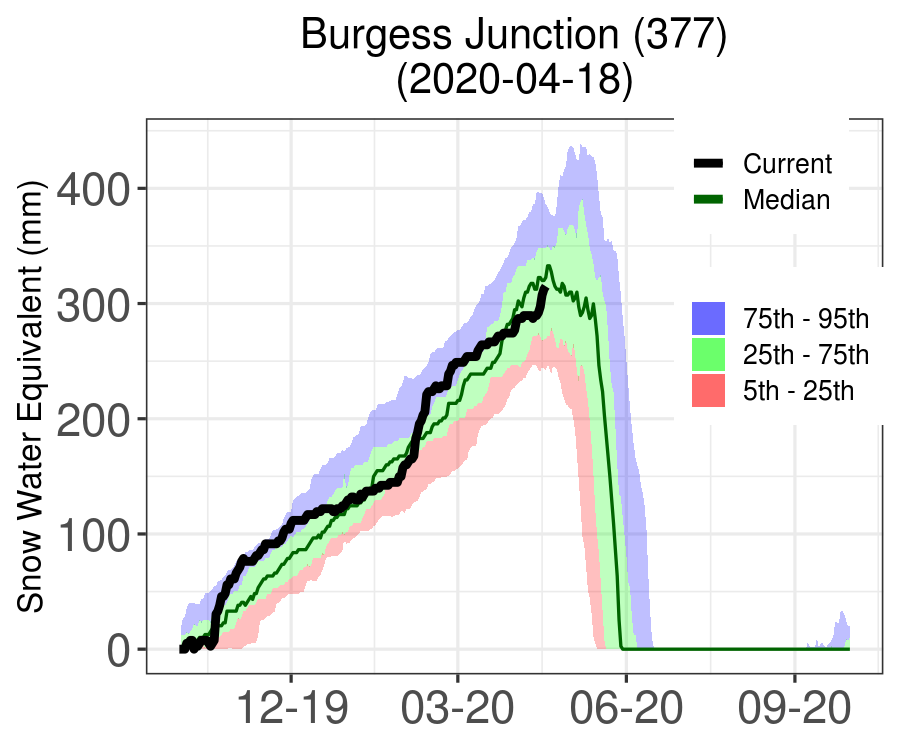 Burgess Junction (377)
(2020-04-18)
Snow Water Equivalent (mm)
400
300
200
100
0
12-19
03-20
06-20
09-20
Current
Median
75th - 95th
25th - 75th
5th - 25th